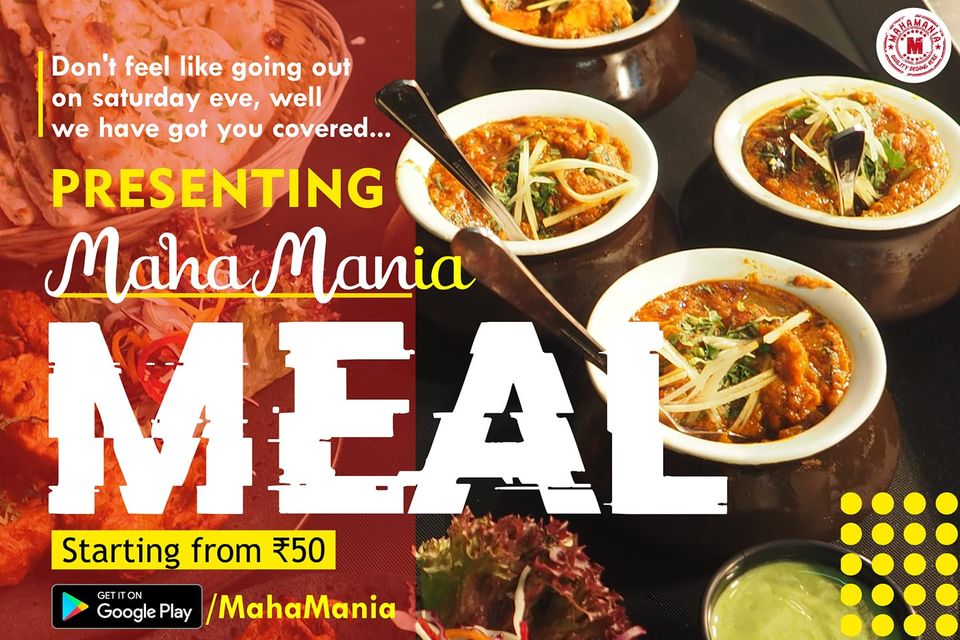 MAHAMANIA
M
Don't feel like going out
on saturday eve, well
we have got you covered...
PRESENTING
MahaMania
MEAL
Starting from ₹50
GET IT ON
Google Play
/MahaMania